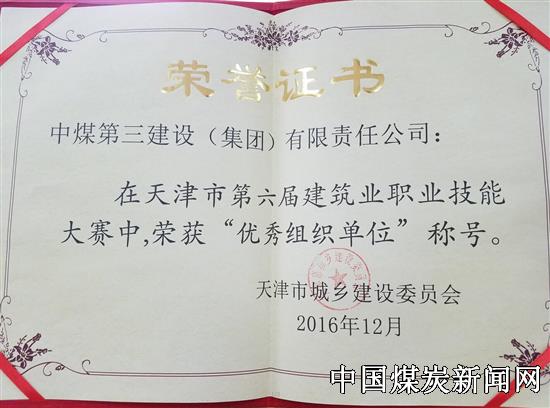 荣誉证书
中煤第三建设（集团）有限责任公司：
在天津市第六届建筑业职业技能
大赛中,荣获“优秀组织单位”称号。
天津市城乡建设委员会
2016年12月
中国煤炭新闻网